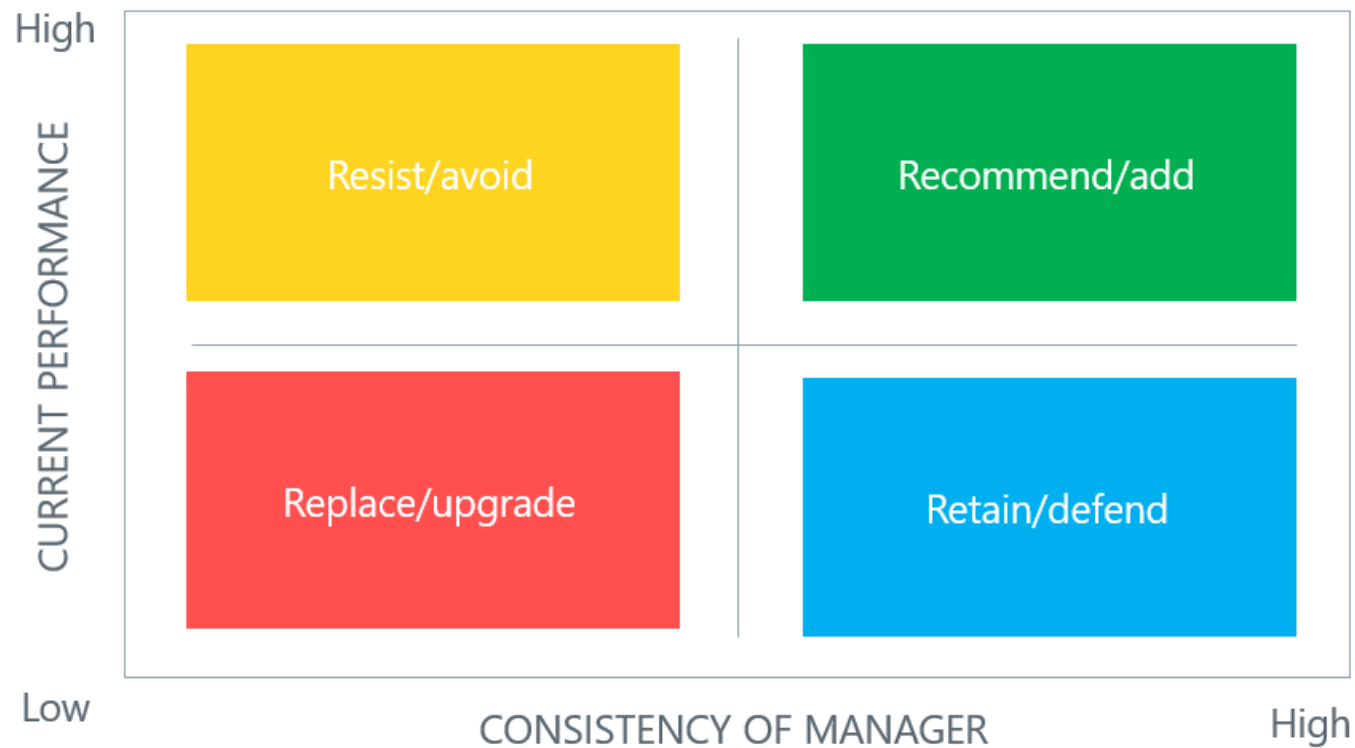 High
CURRENT PERFORMANCE
Resist/avoid
Recommend/add
Replace/upgrade
Retain/defend
Low
CONSISTENCY OF MANAGER
High